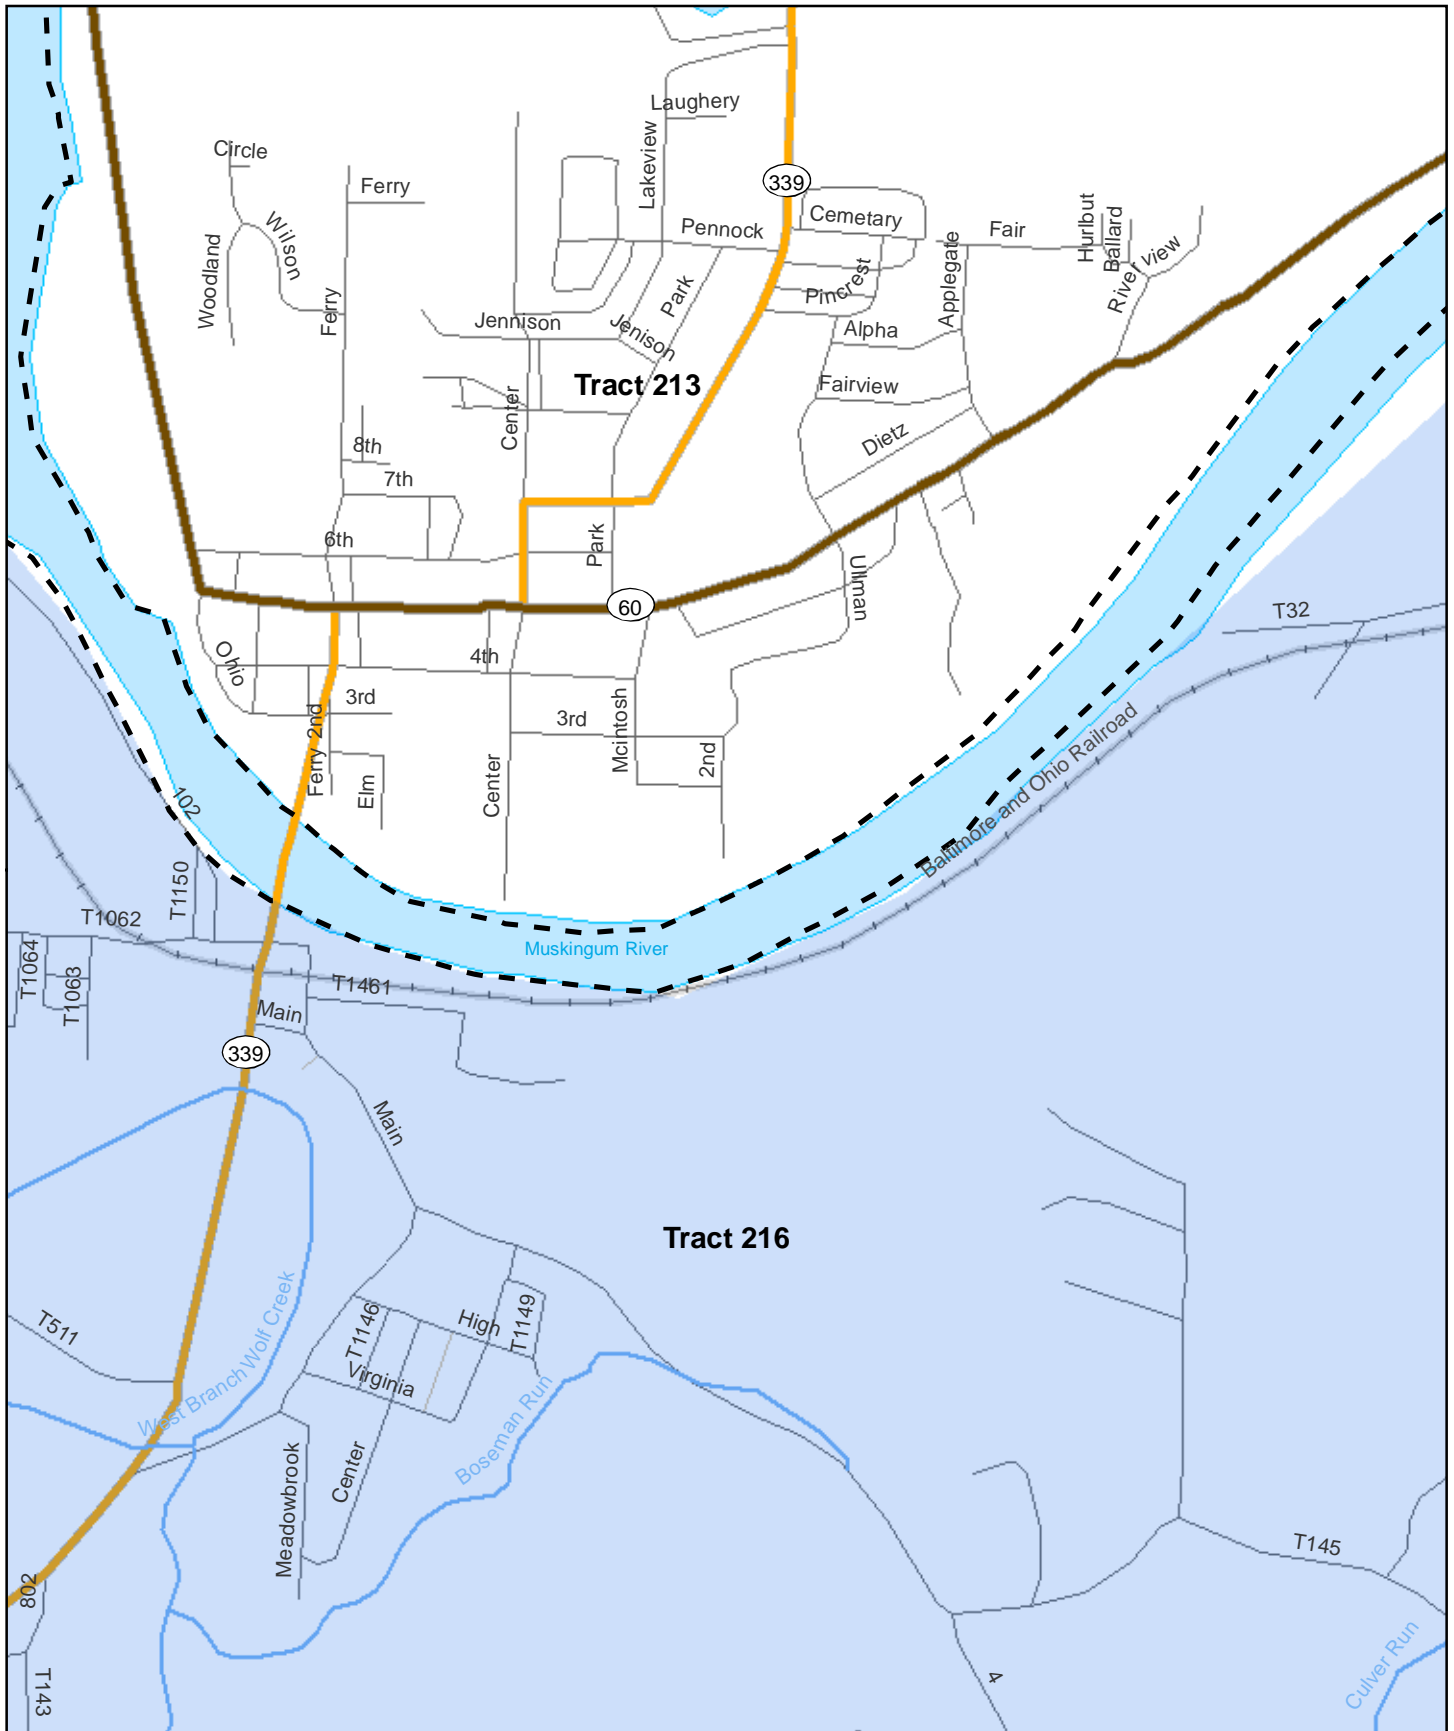 Laughery
Circle
Lakeview
339
Ferry
Wilson
Woodland
Pennock
Cemetary
Fair
Hurlbut
Ballard
River view
Applegate
Pincrest
Park
Ferry
Jennison
Jenison
Alpha
Tract 213
Fairview
Center
Dietz
8th
7th
6th
Park
60
Ullman
T32
Ohio
4th
3rd
Ferry 2nd
3rd
Mcintosh
2nd
Elm
Center
102
Baltimore and Ohio Railroad
T1150
T1062
Muskingum River
T1064
T1063
T1461
Main
339
Main
Tract 216
West Branch Wolf Creek
T511
T1146
High
T1149
Virginia
Boseman Run
Center
Meadowbrook
T145
802
T143
4
Culver Run